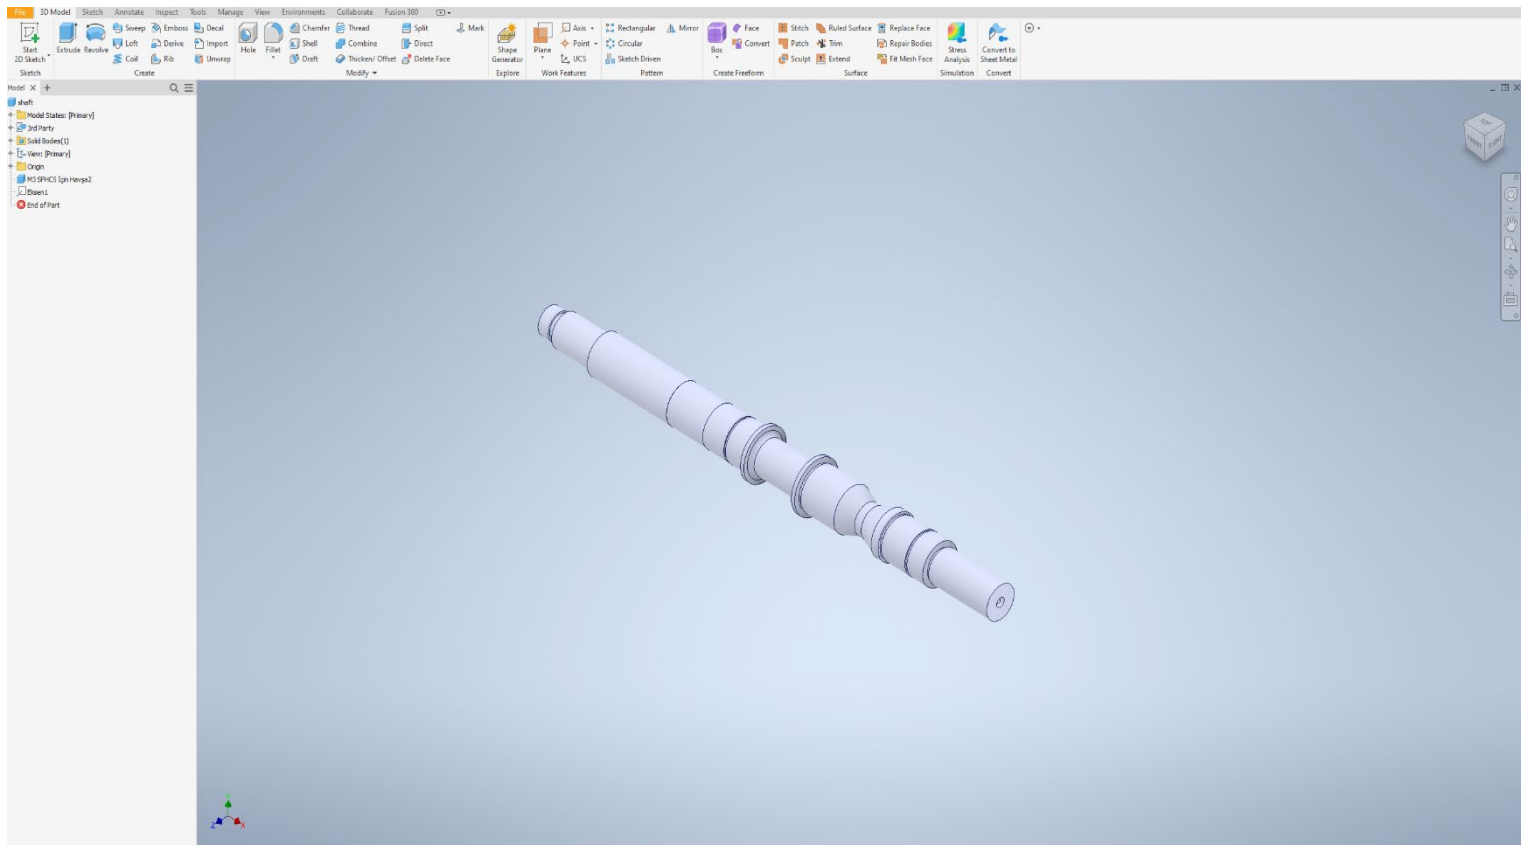 File 3D Model Sketch Annotate Inspect Tools Manage View Environments Collaborate Fusion 360
Start
2D Sketch
Sketch
Extrude Revolve
Sweep Emboss Decal
Loft Derive Import
Coil Rib Unwrap
Create
Hole Fillet
Chamfer Thread Split Mark
Shell Combine Direct
Draft Thicken/ Offset Delete Face
Modify
Shape
Generator
Explore
Plane
Axis
Point
UCS
Work Features
Rectangular Mirror
Circular
Sketch Driven
Pattern
Box
Face
Convert
Create Freeform
Stitch Ruled Surface Replace Face
Patch Trim Repair Bodies
Sculpt Extend Fit Mesh Face
Surface
Stress
Analysis
Simulation
Convert to
Sheet Metal
Convert
Model
shaft
Model States: [Primary]
3rd Party
Solid Bodies(1)
View: [Primary]
Origin
M3 SFHCS İçin Havşa2
Eksen1
End of Part
FRONT RIGHT
Y
Z X